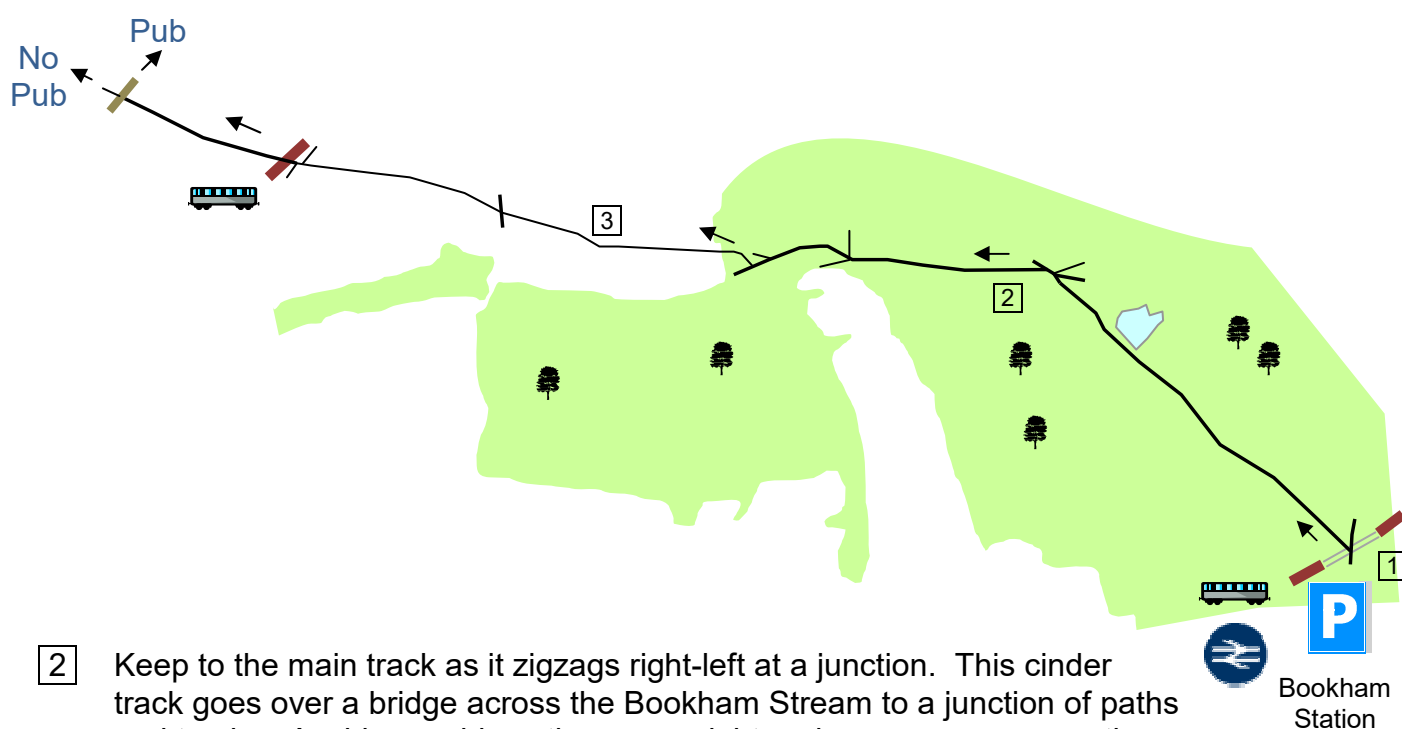 Pub
No
Pub
3
2
1
P
2 Keep to the main track as it zigzags right-left at a junction. This cinder
track goes over a bridge across the Bookham Stream to a junction of paths
Bookham
Station